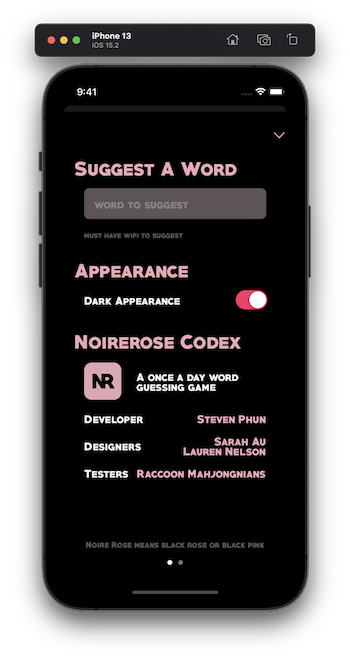 iPhone 13
iOS 15.2
9:41
Suggest A Word
Word to suggest
must have wifi to suggest
Appearance
Dark Appearance
Noirerose Codex
NR
A once a day word
guessing game
Developer
Steven Phun
Designers
Sarah Au
Lauren Nelson
Testers
Raccoon Mahjongnians
Noire Rose means black rose or black pink